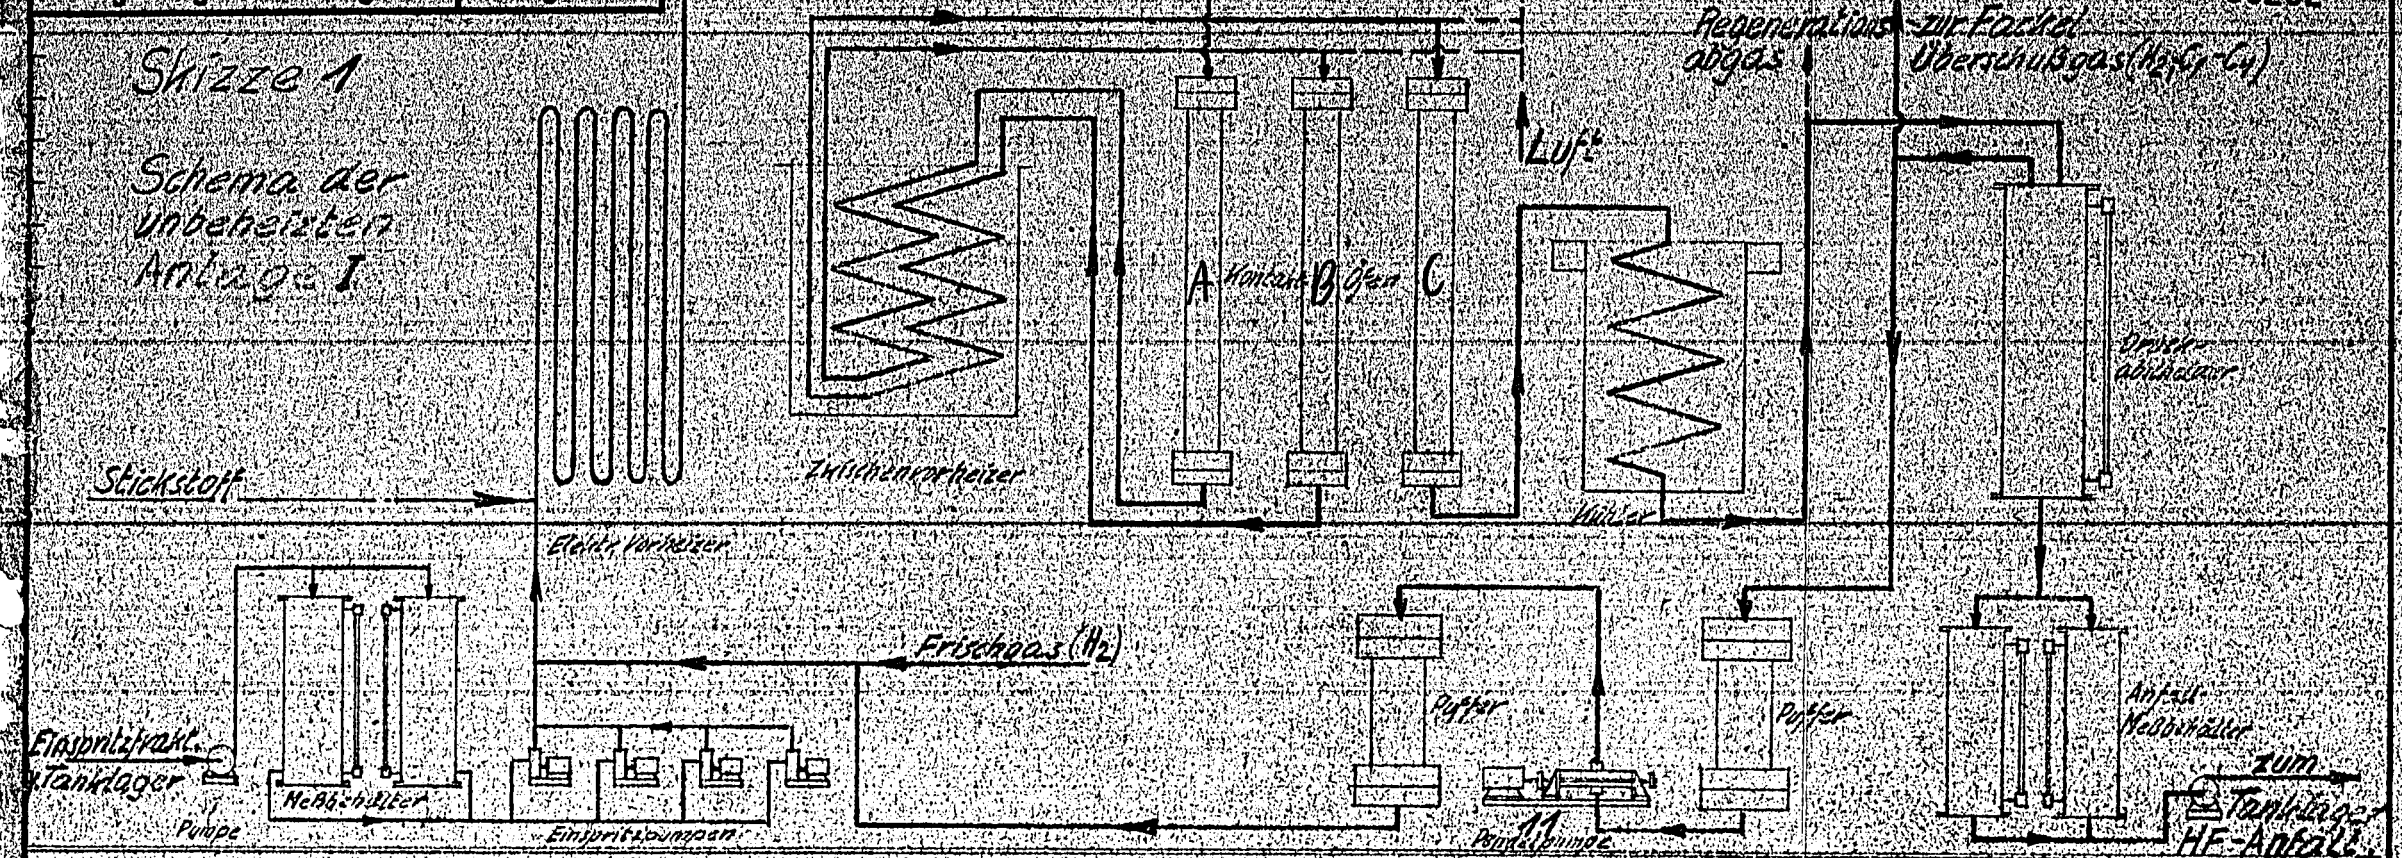 Skizze 1
Schema der
unbeheizten
Anlage I
Regenerations
abgas
zur Fackel
Überschußgas (H2, C1-C4)
Luft
A Kontakt B öfen C
Zwischenvorheizer
Kühler
Druck-
abscheider
Stickstoff
Elektr. Vorheizer
Frischgas (H2)
Einspritzfrakt.
v. Tanklager
Pumpe
Meßbehälter
Einspritzpumpen
Puffer
11
Puffer
Anfall-
Meßbehälter
zum
Tanklager
HF-Anfall